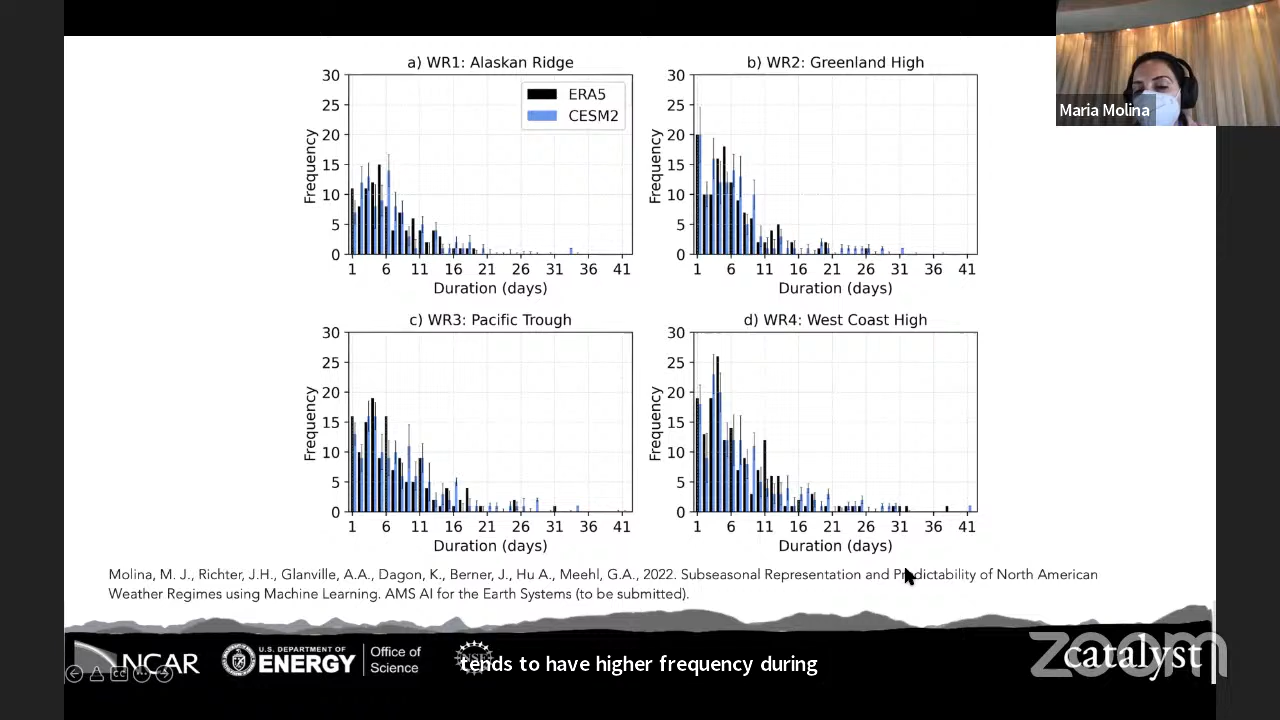 a) WR1: Alaskan Ridge
30
25
20
15
10
5
0
Frequency
ERA5
CESM2
1 6 11 16 21 26 31 36 41
Duration (days)
b) WR2: Greenland High
30
25
20
15
10
5
0
Frequency
1 6 11 16 21 26 31 36 41
Duration (days)
Maria Molina
c) WR3: Pacific Trough
30
25
20
15
10
5
0
Frequency
1 6 11 16 21 26 31 36 41
Duration (days)
d) WR4: West Coast High
30
25
20
15
10
5
0
Frequency
1 6 11 16 21 26 31 36 41
Duration (days)
Molina, M. J., Richter, J.H., Glanville, A.A., Dagon, K., Berner, J., Hu A., Meehl, G.A., 2022. Subseasonal Representation and Predictability of North American
Weather Regimes using Machine Learning. AMS AI for the Earth Systems (to be submitted).
NCAR
U.S. DEPARTMENT OF
ENERGY
Office of
Science
NSF
tends to have higher frequency during
catalyst
zoom